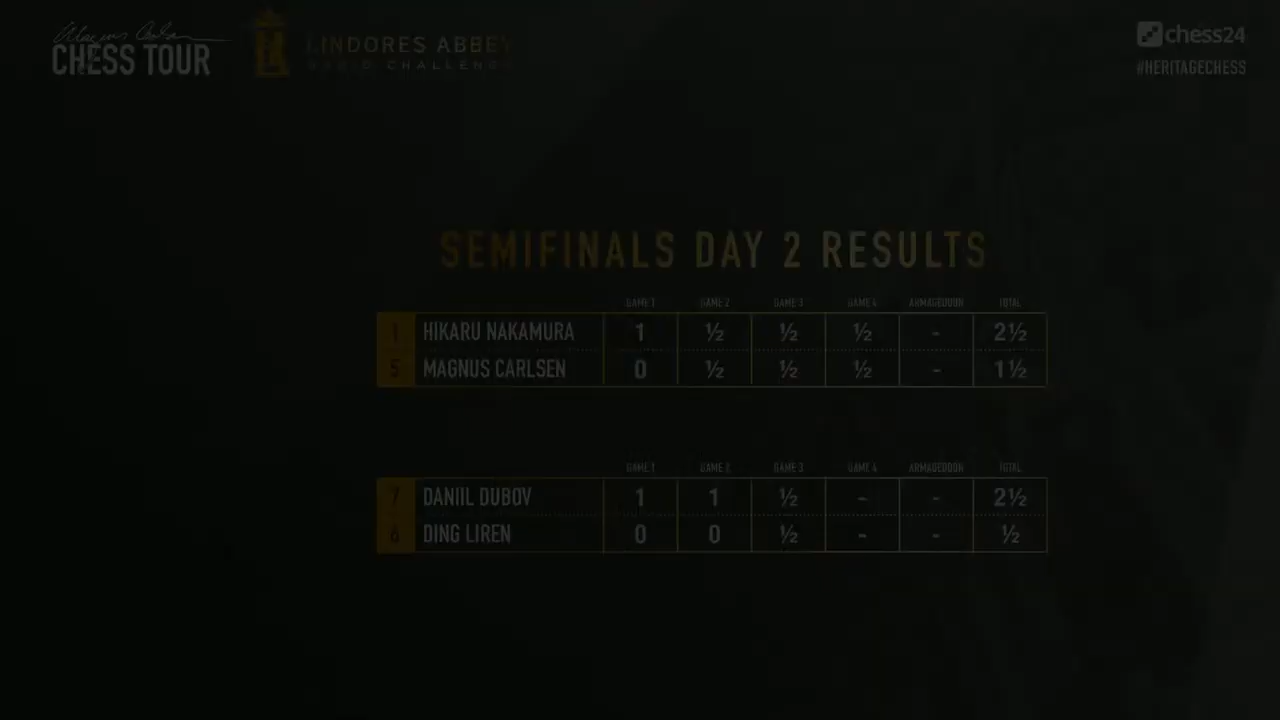 CHESS TOUR
LINDORES ABBEY
RAPID CHALLENGE
chess24
#HERITAGECHESS
SEMIFINALS DAY 2 RESULTS
GAME 1 GAME 2 GAME 3 GAME 4 ARMAGEDDON TOTAL
1 HIKARU NAKAMURA 1 ½ ½ ½ - 2½
5 MAGNUS CARLSEN 0 ½ ½ ½ - 1½
GAME 1 GAME 2 GAME 3 GAME 4 ARMAGEDDON TOTAL
7 DANIIL DUBOV 1 1 ½ - - 2½
6 DING LIREN 0 0 ½ - - ½